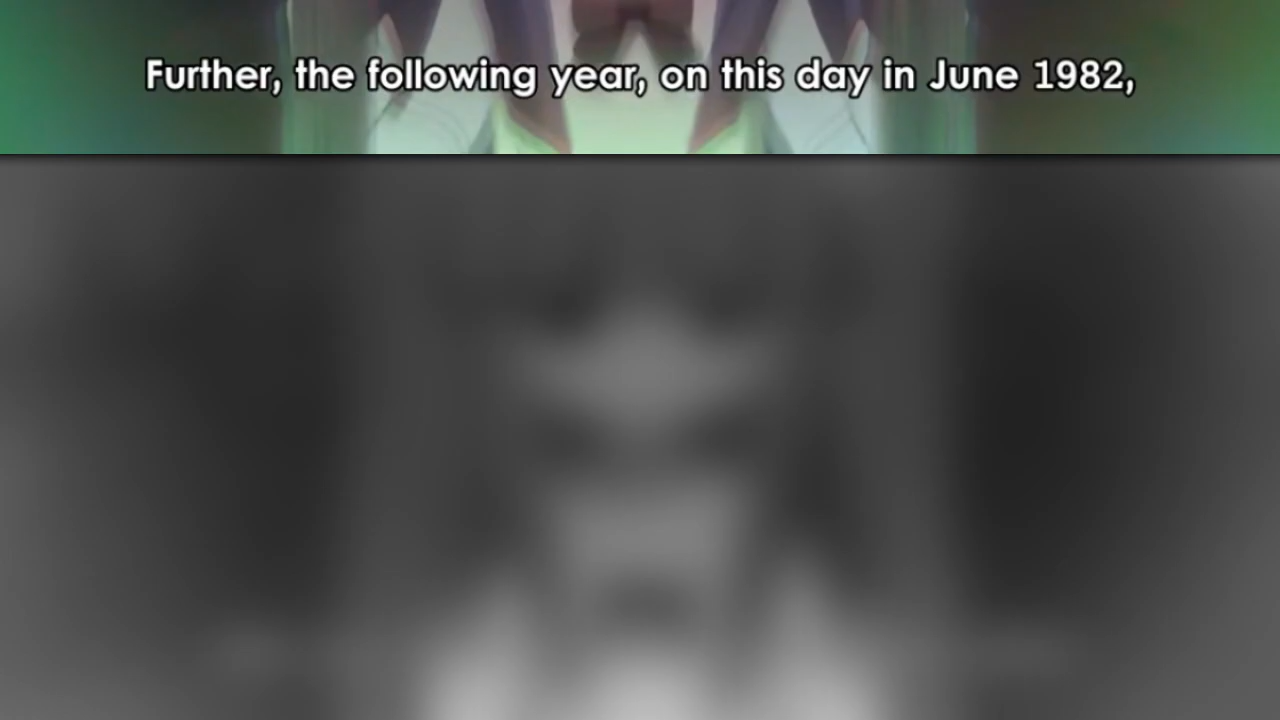 Further, the following year, on this day in June 1982,